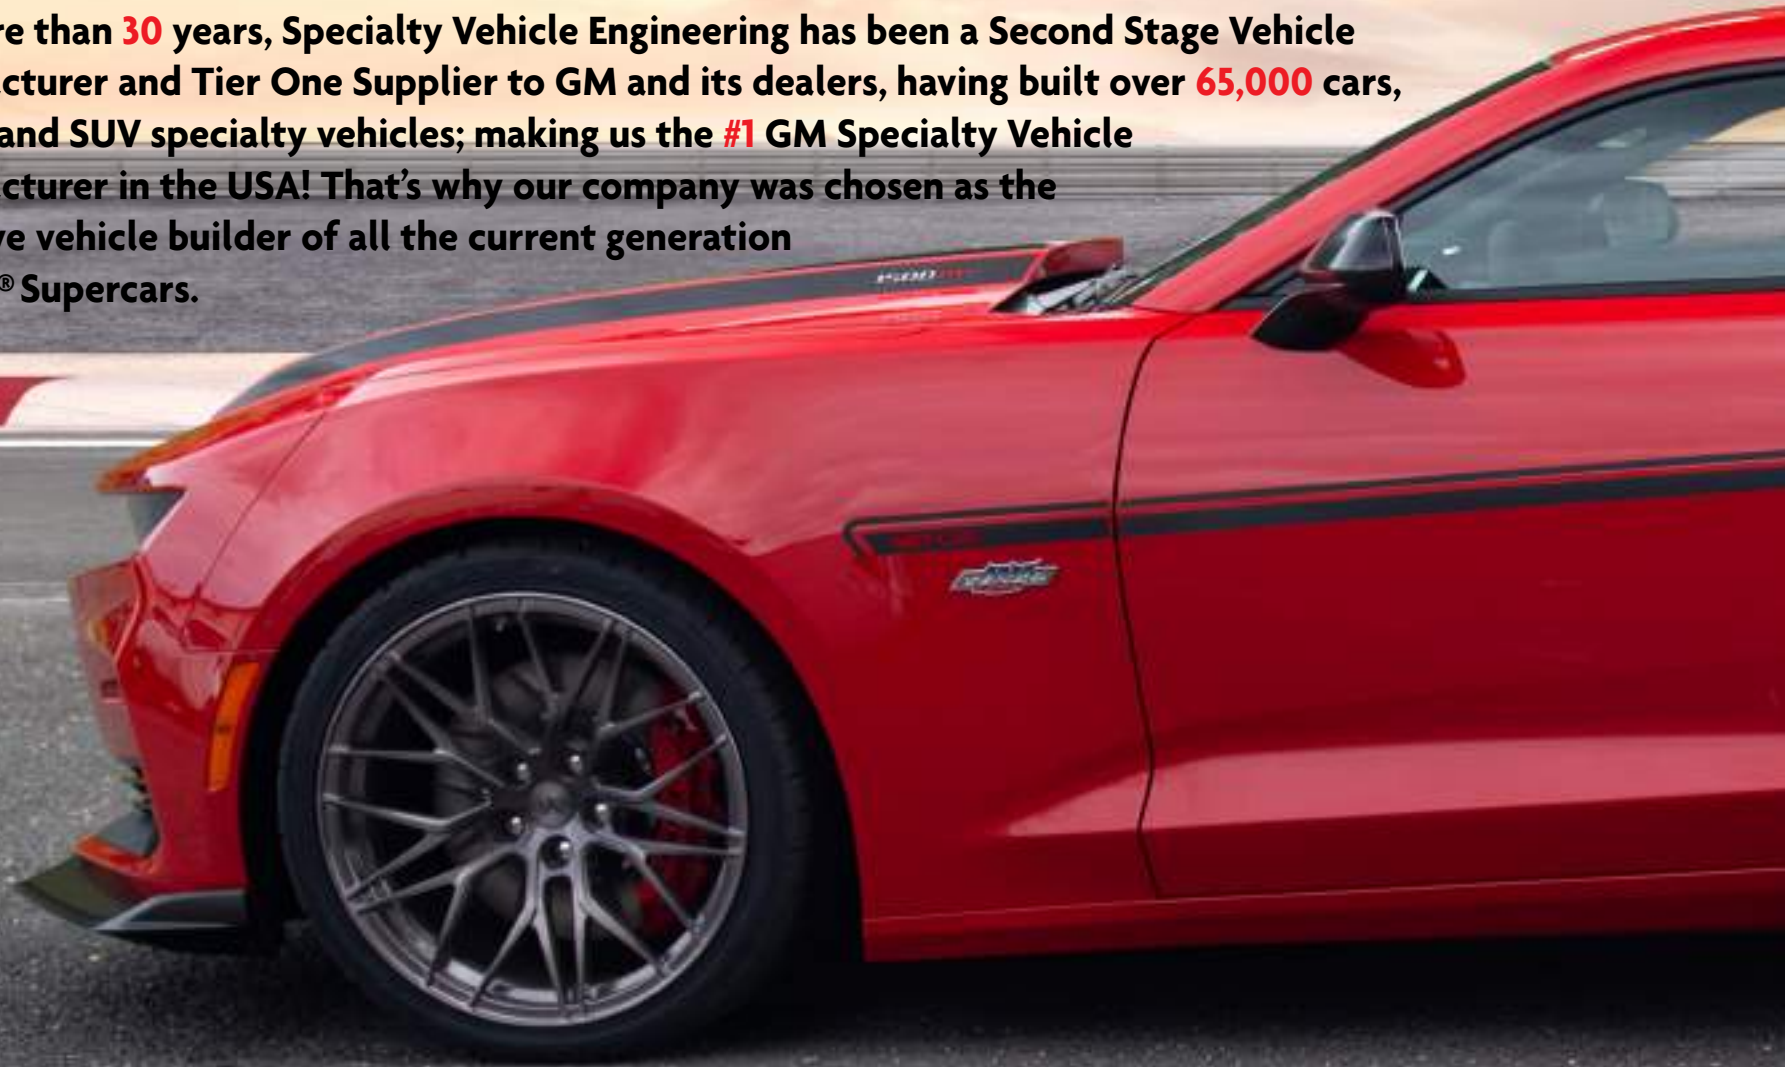 re than 30 years, Specialty Vehicle Engineering has been a Second Stage Vehicle
cturer and Tier One Supplier to GM and its dealers, having built over 65,000 cars,
and SUV specialty vehicles; making us the #1 GM Specialty Vehicle
cturer in the USA! That's why our company was chosen as the
ve vehicle builder of all the current generation
® Supercars.